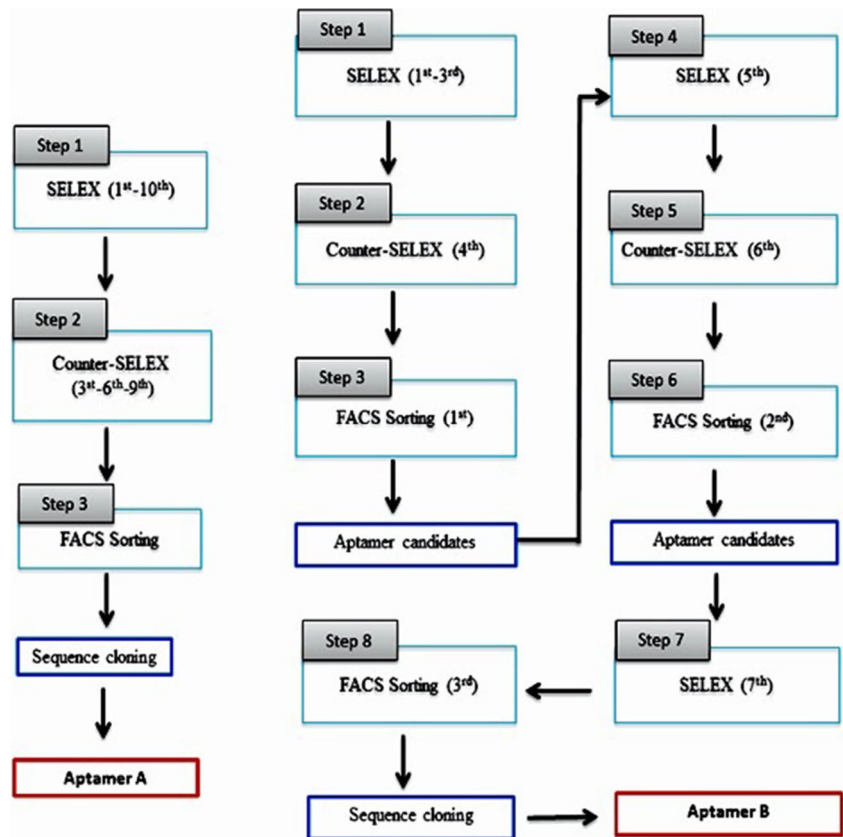 Step 1
SELEX (1st-10th)
Step 2
Counter-SELEX
(3st-6th-9th)
Step 3
FACS Sorting
Sequence cloning
Aptamer A
Step 1
SELEX (1st-3rd)
Step 2
Counter-SELEX (4th)
Step 3
FACS Sorting (1st)
Aptamer candidates
Step 4
SELEX (5th)
Step 5
Counter-SELEX (6th)
Step 6
FACS Sorting (2nd)
Aptamer candidates
Step 7
SELEX (7th)
Step 8
FACS Sorting (3rd)
Sequence cloning
Aptamer B